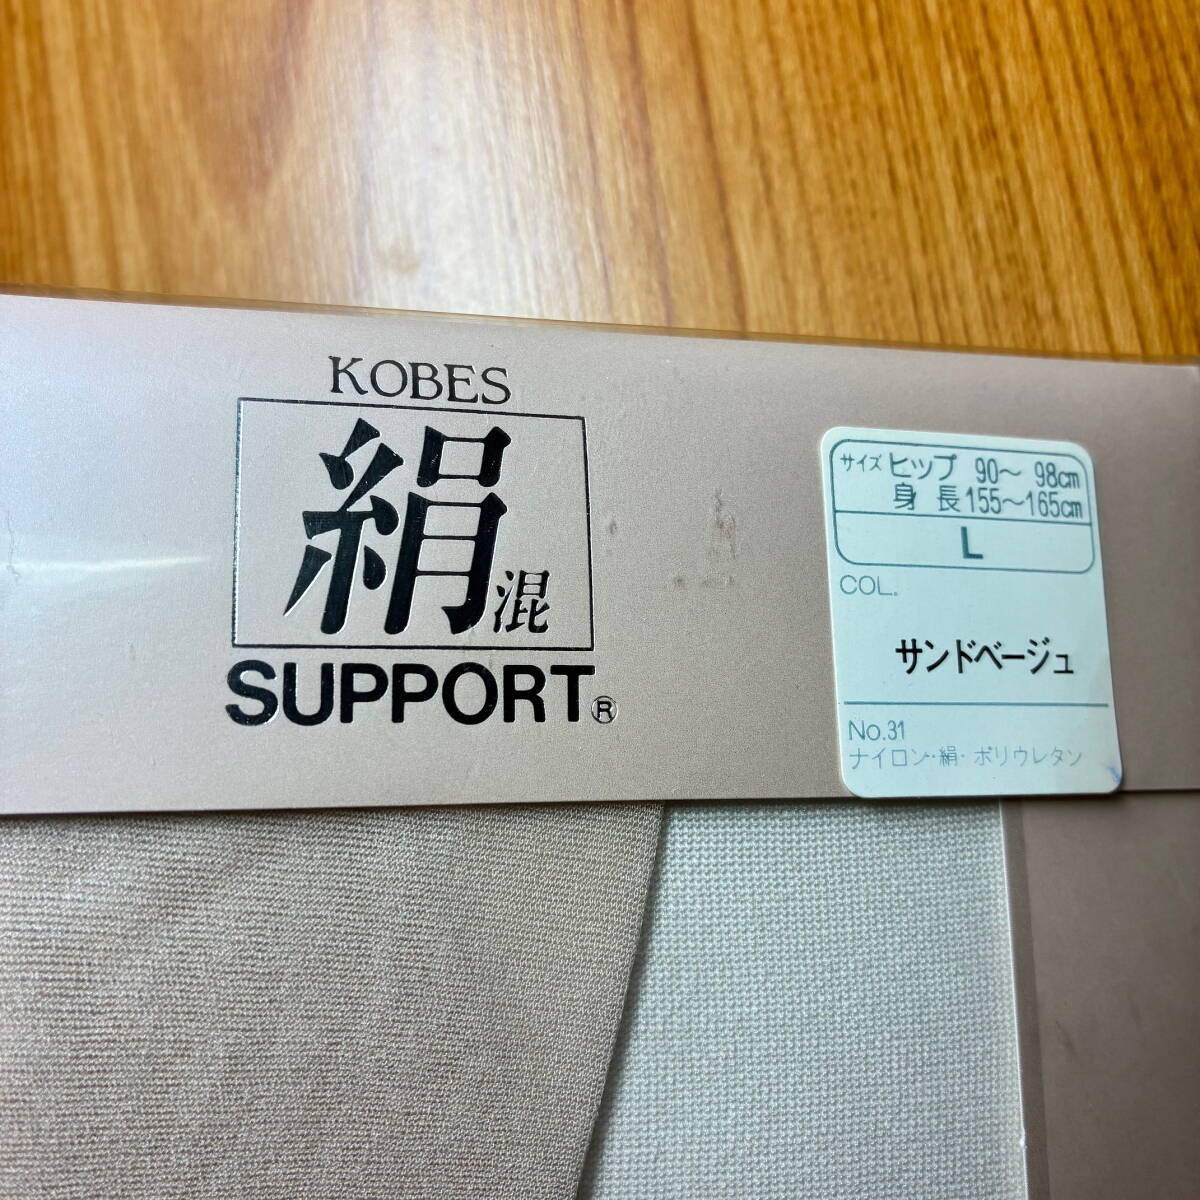 KOBES
絹混
SUPPORT®
サイズ ヒップ 90～98cm
身長 155～165cm
L
COL.
サンドベージュ
No.31
ナイロン・絹・ポリウレタン